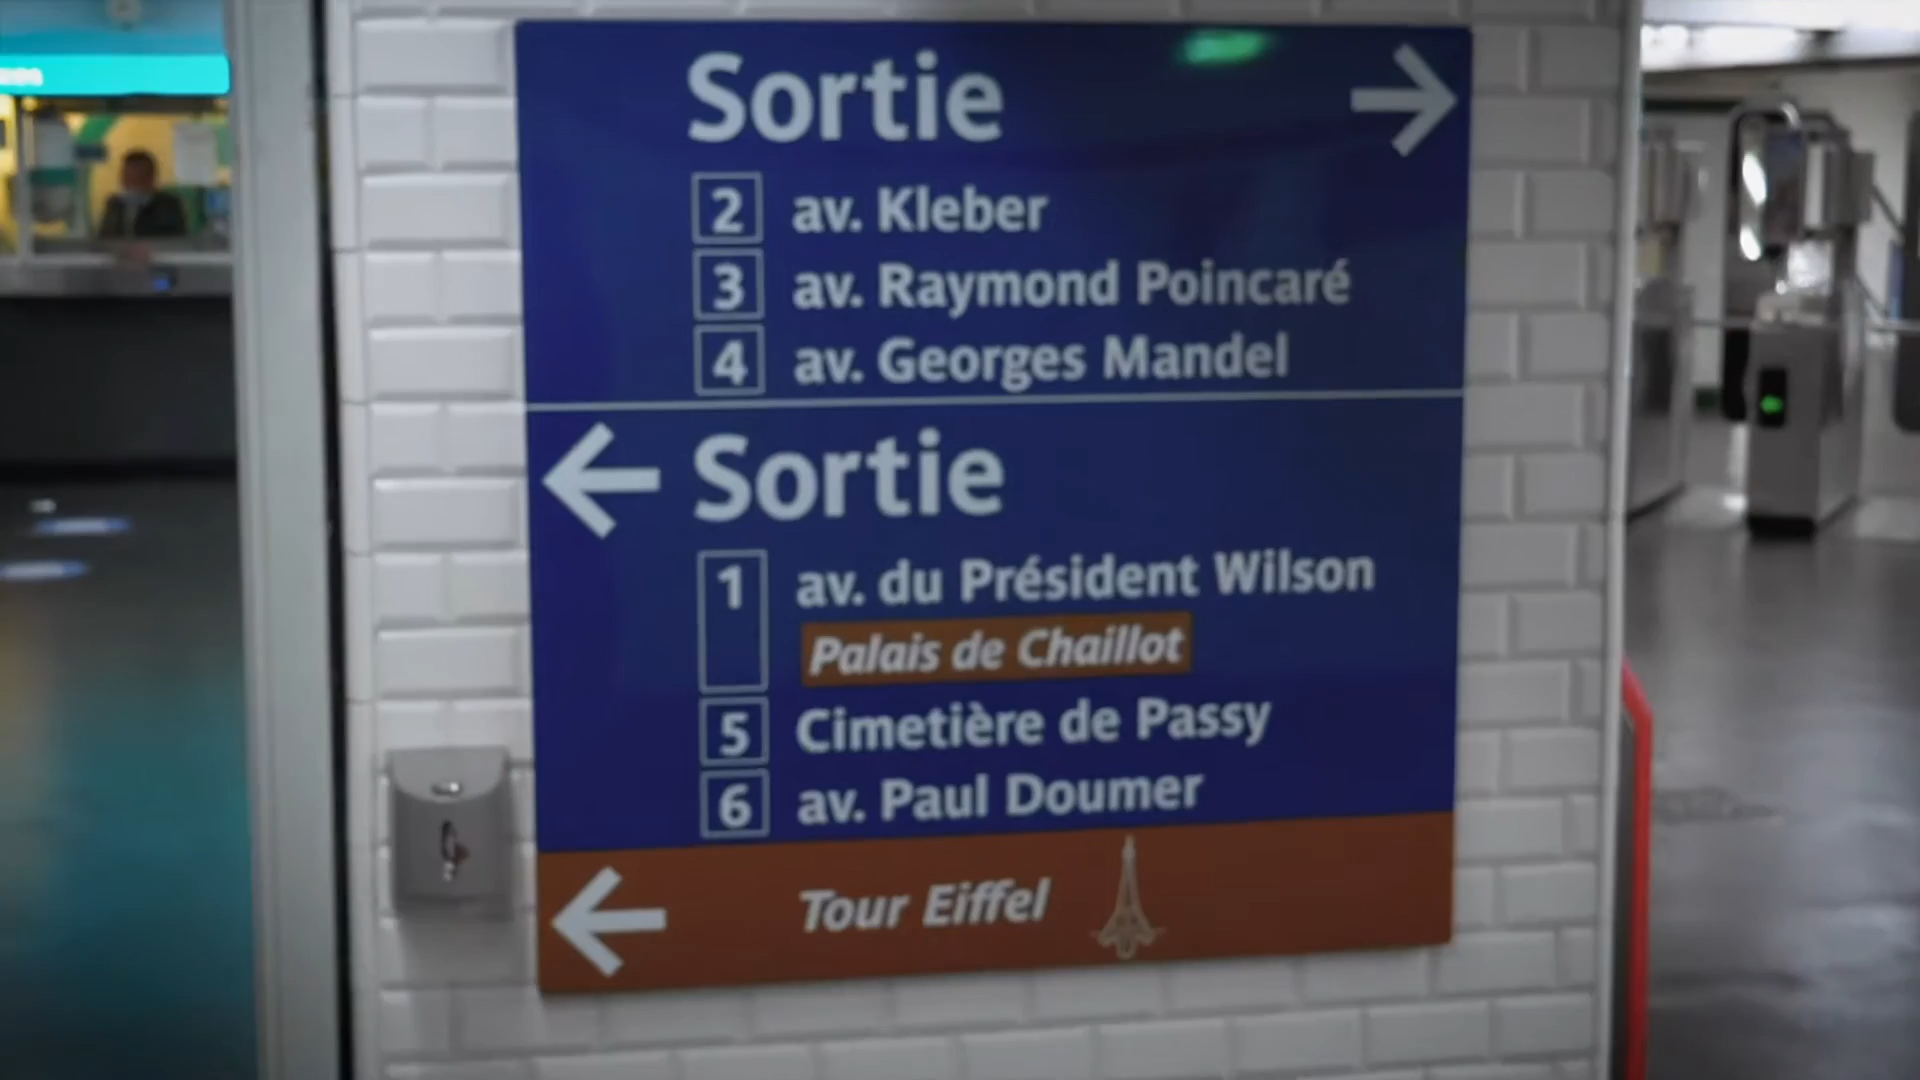 Sortie →
2 av. Kleber
3 av. Raymond Poincaré
4 av. Georges Mandel
← Sortie
1 av. du Président Wilson
Palais de Chaillot
5 Cimetière de Passy
6 av. Paul Doumer
← Tour Eiffel